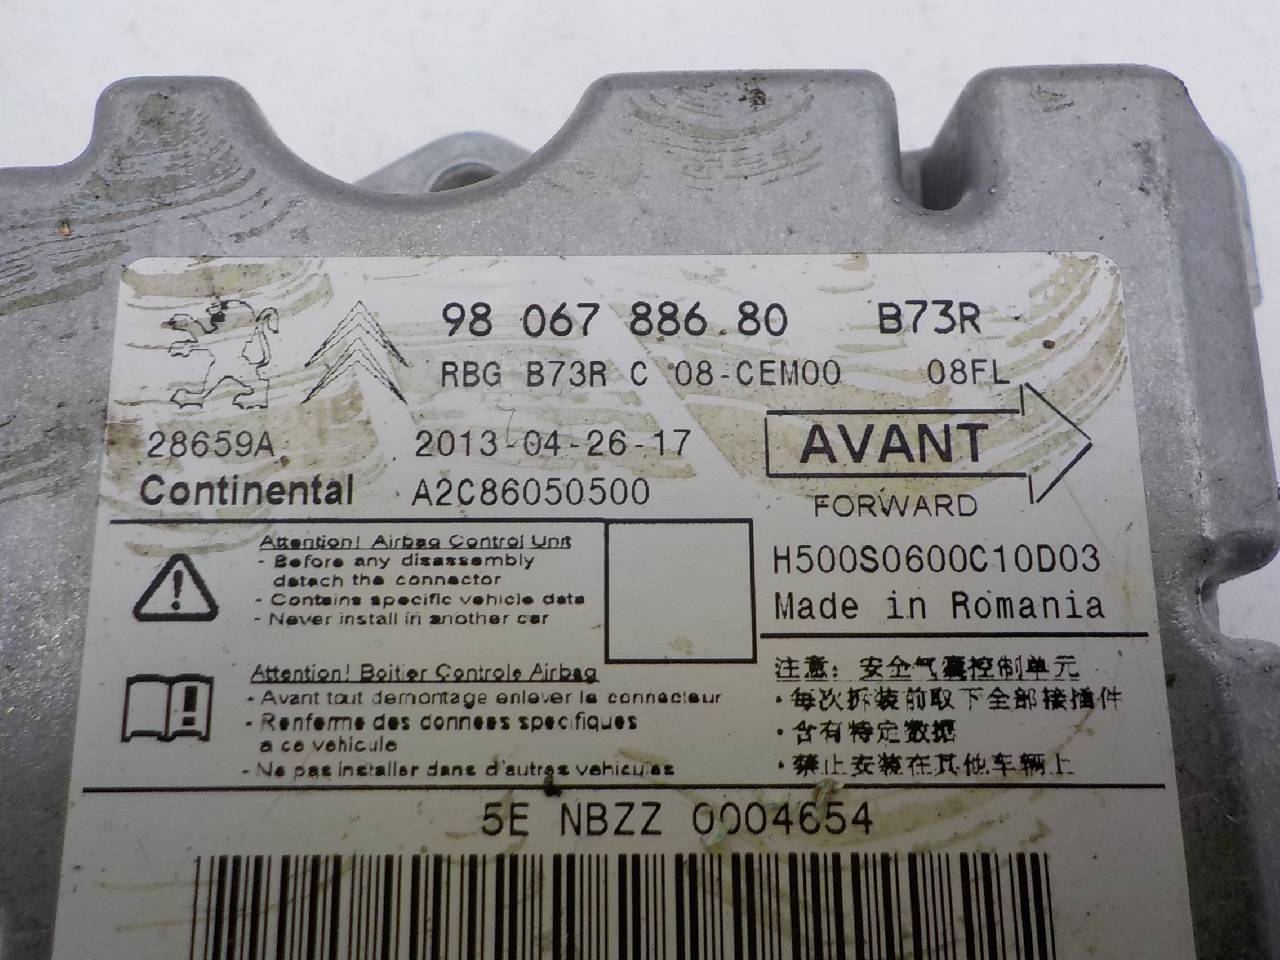 98 067 886 80 B73R
RBG B73R C 08-CEM00 08FL
28659A 2013-04-26-17
AVANT
Continental A2C86050500
FORWARD
Attention! Airbag Control Unit
- Before any disassembly
detach the connector
- Contains specific vehicle data
- Never install in another car
H500S0600C10D03
Made in Romania
Attention! Boitier Controle Airbag
- Avant tout demontage enlever le connecteur
- Renferme des donnees specifiques
a ce vehicule
- Ne pas installer dans d'autres vehicules
注意: 安全气囊控制单元
·每次拆装前取下全部接插件
·含有特定数据
·禁止安装在其他车辆上
5E NBZZ 0004654